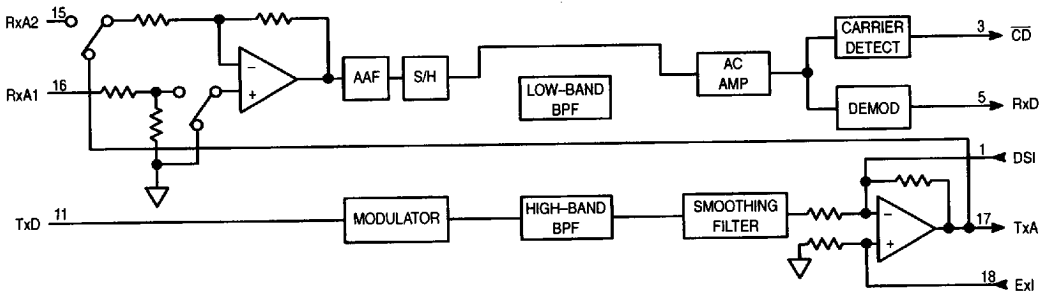 RxA2 15
RxA1 16
−
+
AAF
S/H
LOW–BAND
BPF
AC
AMP
CARRIER
DETECT
3 CD
DEMOD
5 RxD
1 DSI
TxD 11
MODULATOR
HIGH–BAND
BPF
SMOOTHING
FILTER
−
+
17 TxA
18 ExI